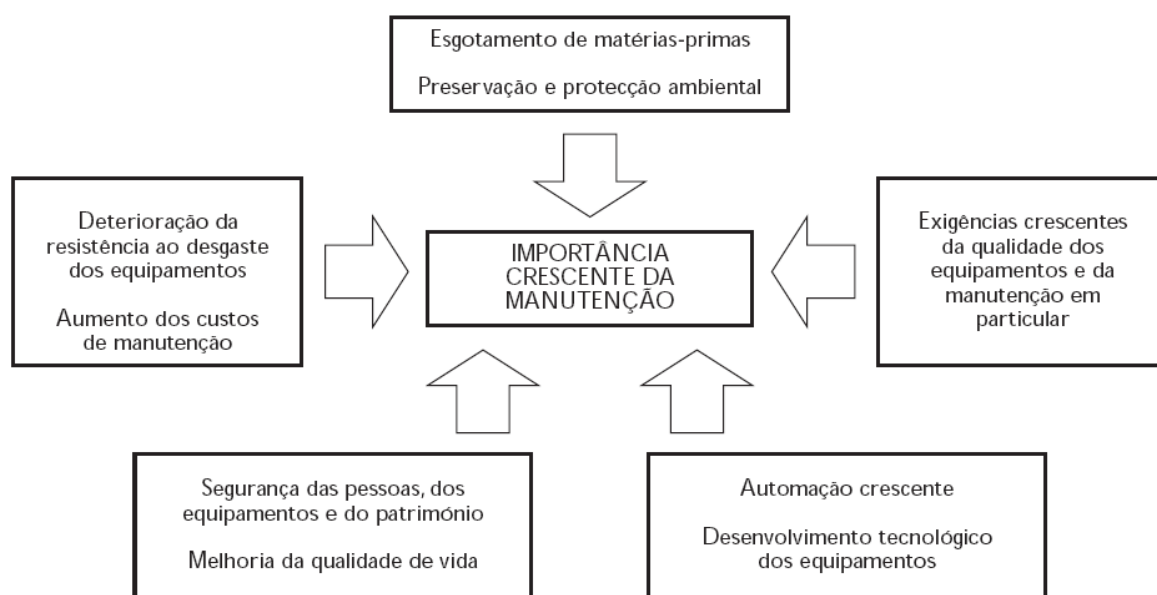 Esgotamento de matérias-primas
Preservação e protecção ambiental
Deterioração da
resistência ao desgaste
dos equipamentos
Aumento dos custos
de manutenção
IMPORTÂNCIA
CRESCENTE DA
MANUTENÇÃO
Exigências crescentes
da qualidade dos
equipamentos e da
manutenção em
particular
Segurança das pessoas, dos
equipamentos e do património
Melhoria da qualidade de vida
Automação crescente
Desenvolvimento tecnológico
dos equipamentos